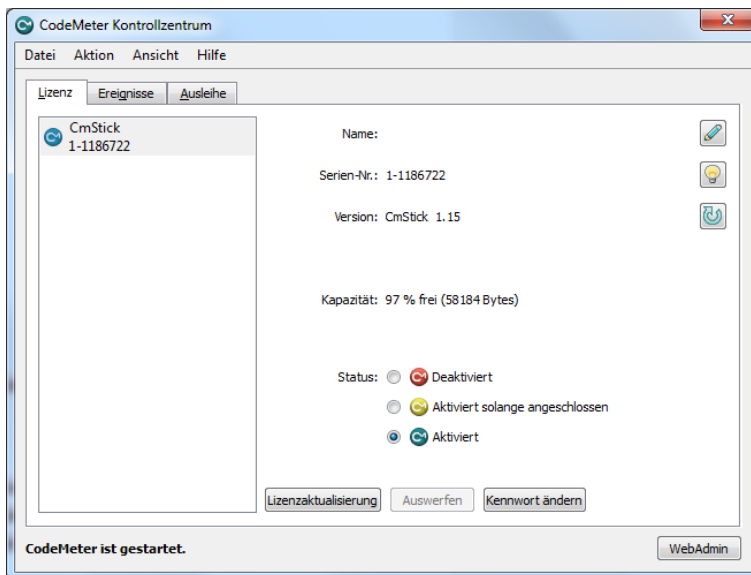 CodeMeter Kontrollzentrum
Datei Aktion Ansicht Hilfe
Lizenz Ereignisse Ausleihe
CmStick
1-1186722
Name:
Serien-Nr.: 1-1186722
Version: CmStick 1.15
Kapazität: 97 % frei (58184 Bytes)
Status: Deaktiviert
Aktiviert solange angeschlossen
Aktiviert
Lizenzaktualisierung Auswerfen Kennwort ändern
CodeMeter ist gestartet. WebAdmin